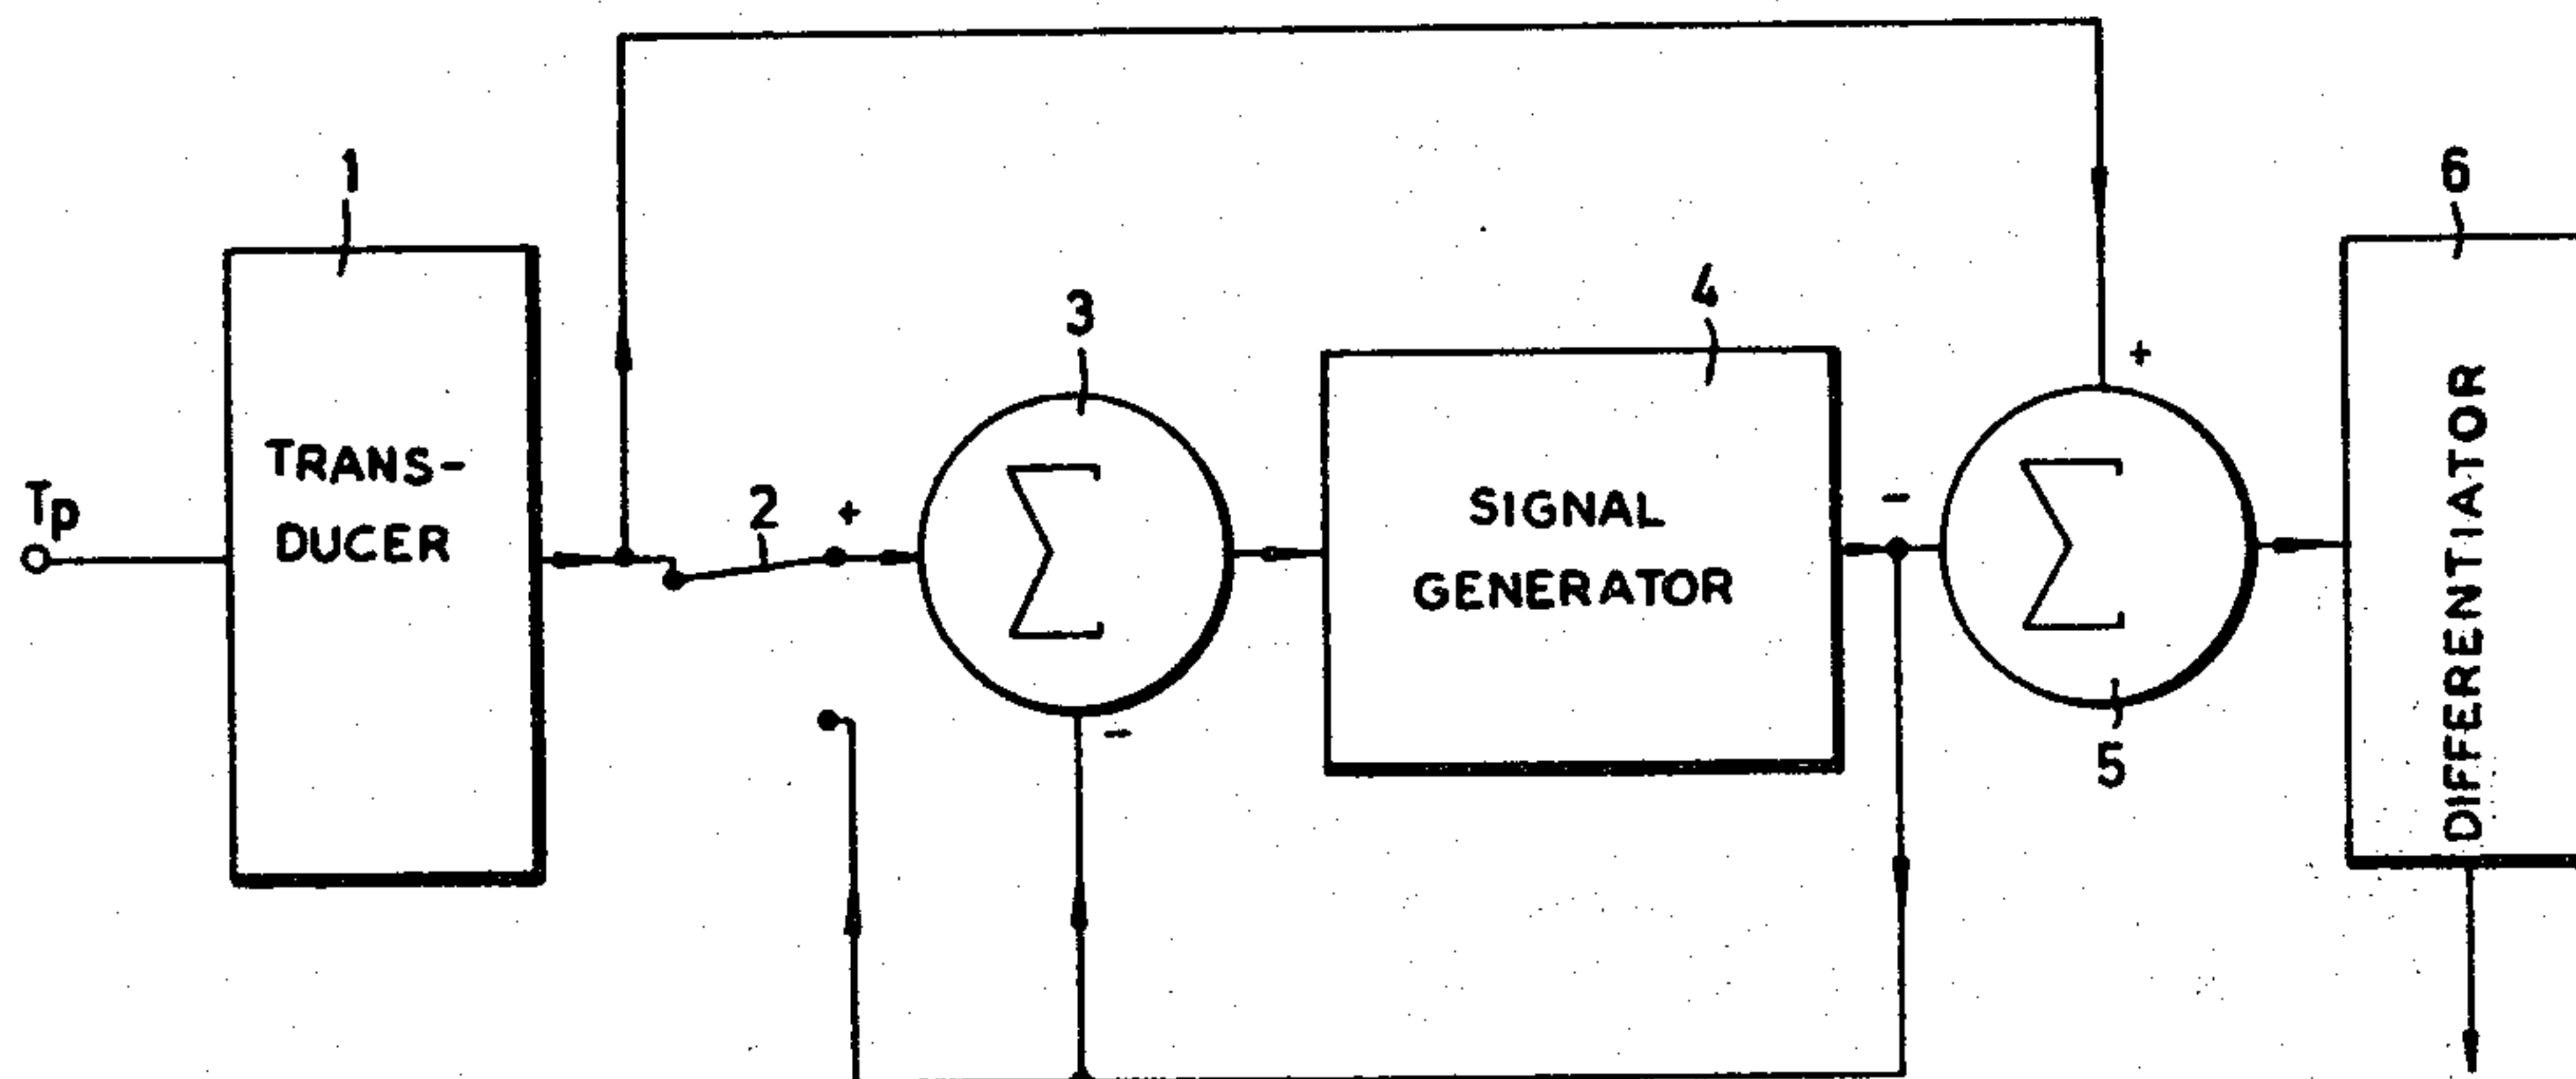 1
6
4
3
+
TRANS-
DUCER
Tp
2
+
Σ
SIGNAL
GENERATOR
-
Σ
DIFFERENTIATOR
-
5